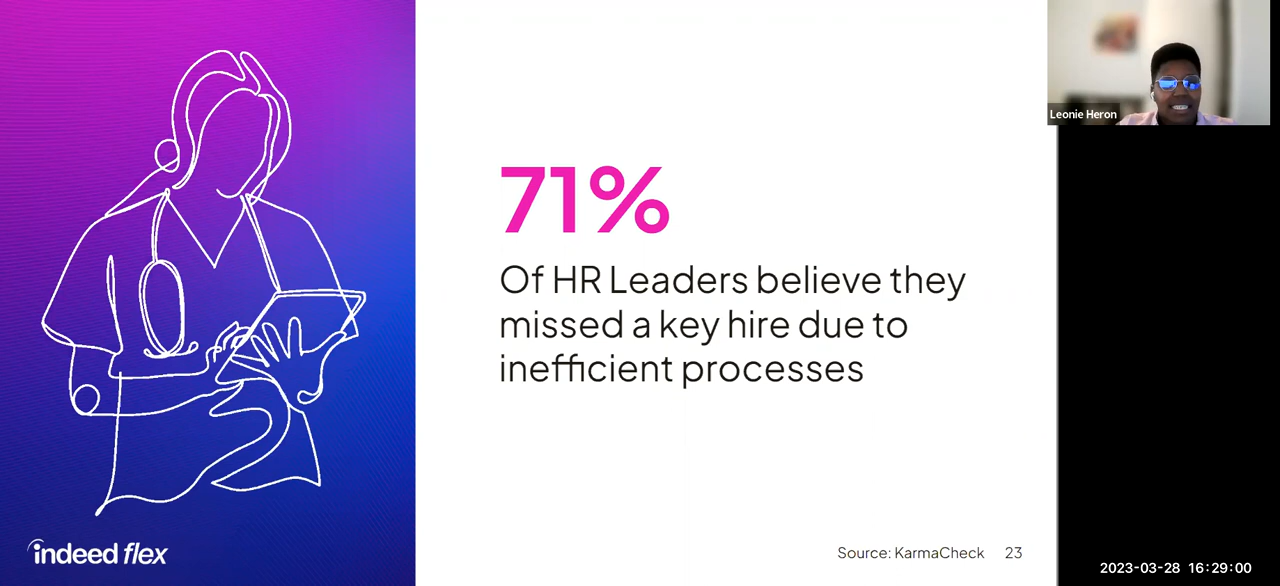 Leonie Heron
71%
Of HR Leaders believe they
missed a key hire due to
inefficient processes
indeed flex
Source: KarmaCheck 23
2023-03-28 16:29:00